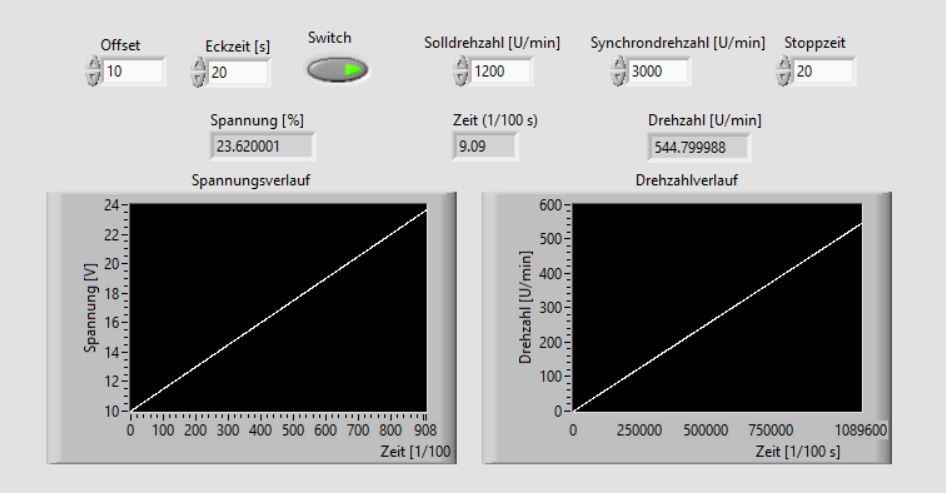 Offset Eckzeit [s] Switch Solldrehzahl [U/min] Synchrondrehzahl [U/min] Stoppzeit
10 20 1200 3000 20
Spannung [%] Zeit (1/100 s) Drehzahl [U/min]
23.620001 9.09 544.799988
Spannungsverlauf
24
22
20
18
16
14
12
10
Spannung [V]
0 100 200 300 400 500 600 700 800 908
Zeit [1/100
Drehzahlverlauf
600
500
400
300
200
100
0
Drehzahl [U/min]
0 250000 500000 750000 1089600
Zeit [1/100 s]